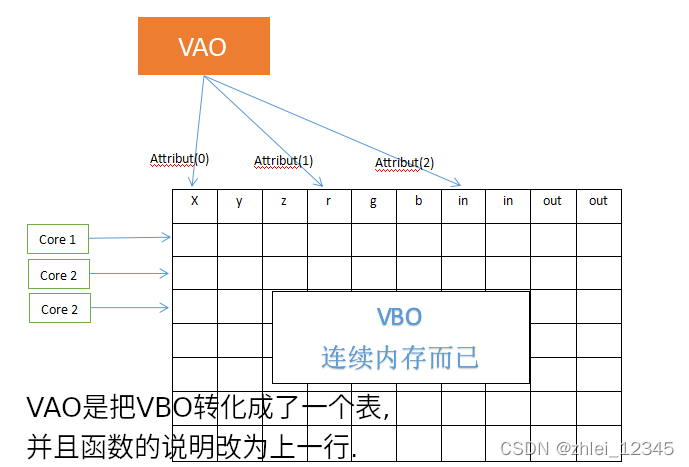 VAO
Attribut(0)
Attribut(1)
Attribut(2)
X y z r g b in in out out
Core 1
Core 2
Core 2
VBO
连续内存而已
VAO是把VBO转化成了一个表,
并且函数的说明改为上一行.
CSDN @zhlei_12345